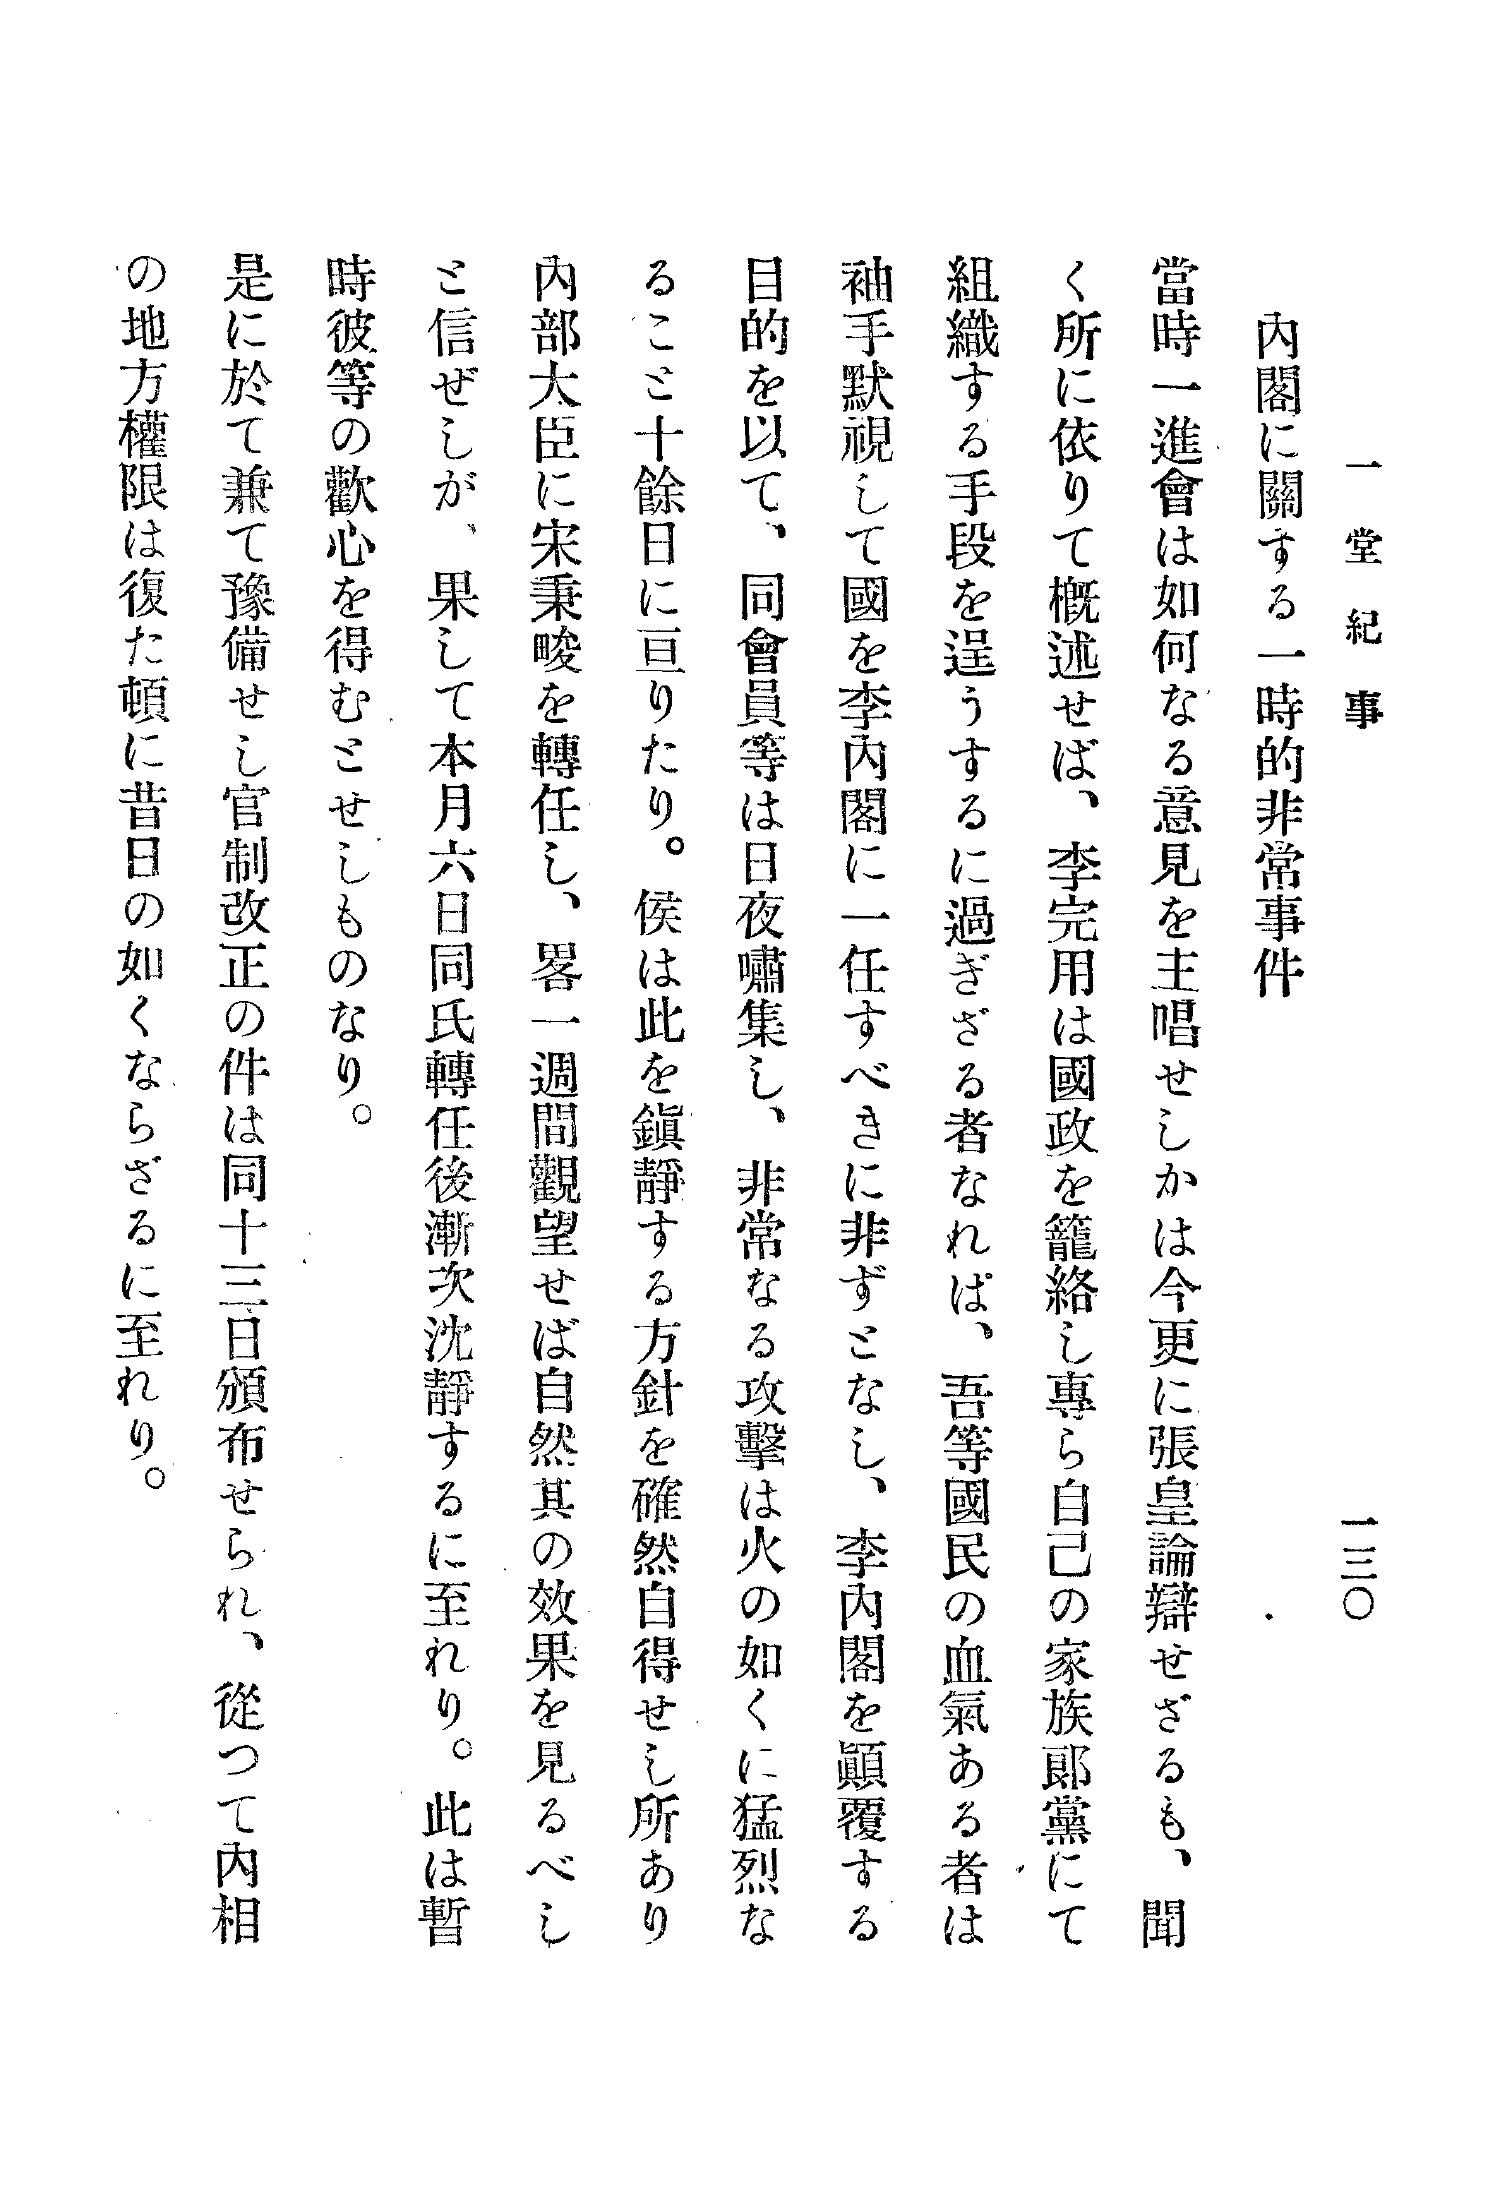 一堂紀事
一三〇
內閣に關する一時的非常事件
當時一進會は如何なる意見を主唱せしかは今更に張皇論辯せざるも、聞
く所に依りて槪述せば、李完用は國政を籠絡し專ら自己の家族郞黨にて
組織する手段を逞うするに過ぎざる者なれば、吾等國民の血氣ある者は
袖手默視して國を李內閣に一任すべきに非ずとなし、李內閣を顚覆する
目的を以て、同會員等は日夜嘯集し、非常なる攻擊は火の如くに猛烈な
ること十餘日に亘りたり。侯は此を鎭靜する方針を確然自得せし所あり
內部大臣に宋秉畯を轉任し、畧一週間觀望せば自然其の效果を見るべし
と信ぜしが、果して本月六日同氏轉任後漸次沈靜するに至れり。此は暫
時彼等の歡心を得むとせしものなり。
是に於て兼て豫備せし官制改正の件は同十三日頒布せられ、從つて內相
の地方權限は復た頓に昔日の如くならざるに至れり。